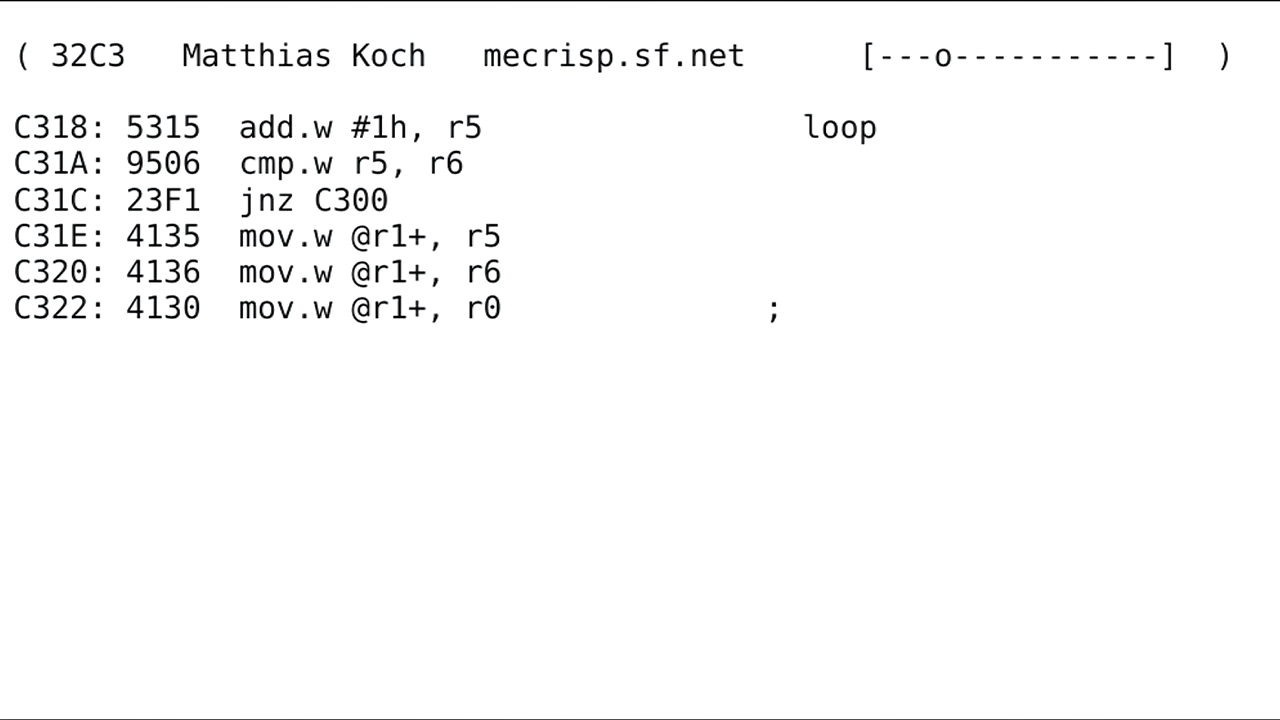 ( 32C3   Matthias Koch   mecrisp.sf.net      [---o-----------]  )
C318: 5315  add.w #1h, r5                 loop
C31A: 9506  cmp.w r5, r6
C31C: 23F1  jnz C300
C31E: 4135  mov.w @r1+, r5
C320: 4136  mov.w @r1+, r6
C322: 4130  mov.w @r1+, r0              ;